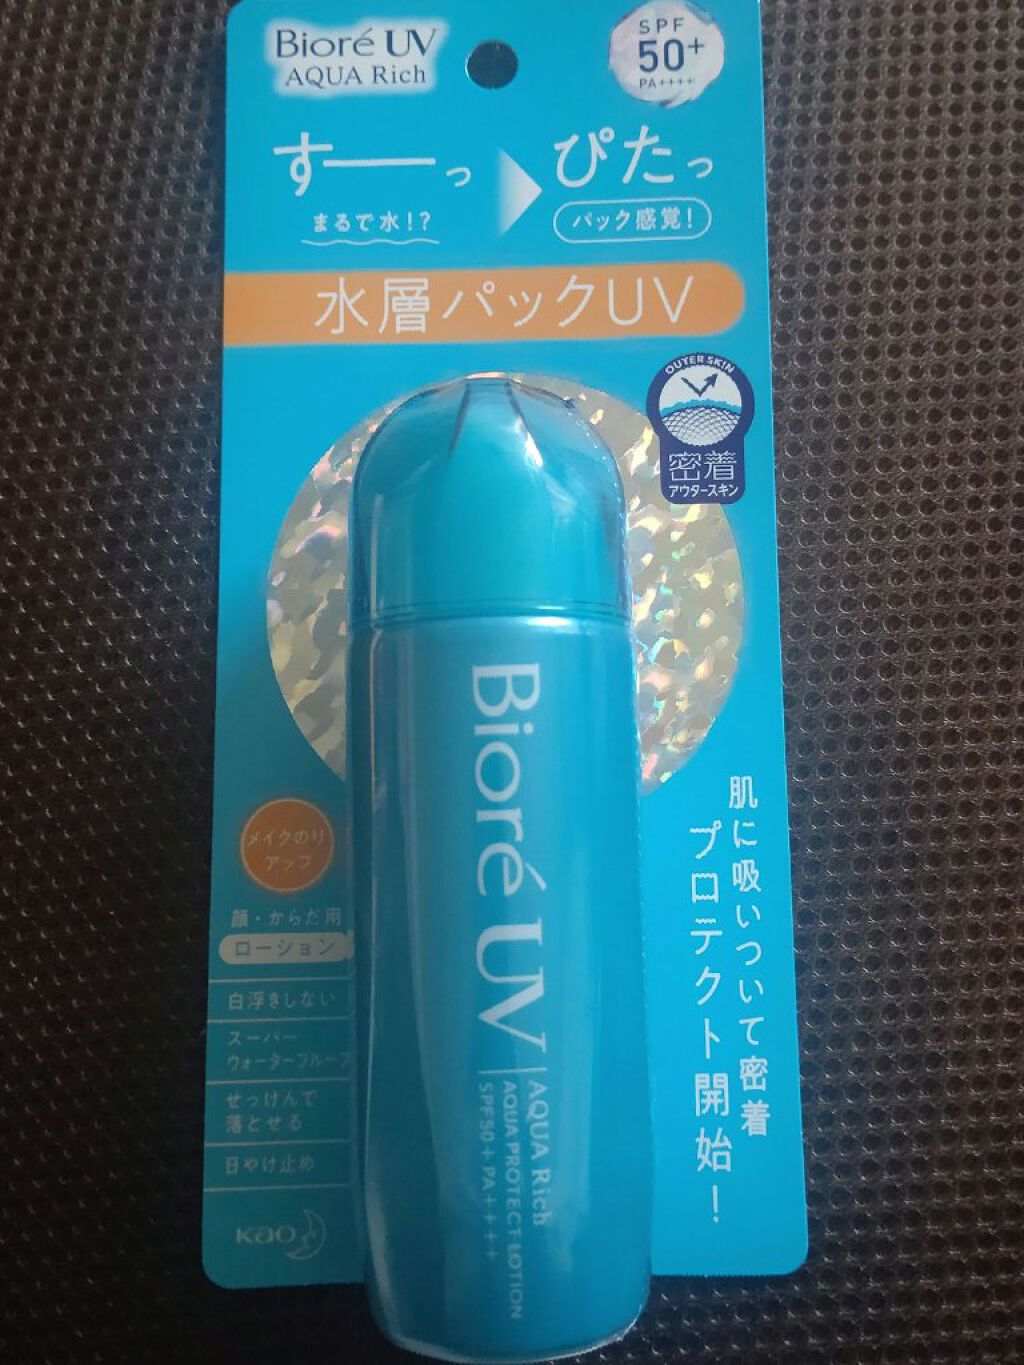 Bioré UV
AQUA Rich
SPF
50+
PA++++
すーっ
まるで水!?
ぴたっ
パック感覚!
水層パックUV
OUTER SKIN
密着
アウタースキン
Bioré UV
AQUA Rich
AQUA PROTECT LOTION
SPF50+ PA++++
肌に吸いついて密着
プロテクト開始!
メイクのり
アップ
顔・からだ用
ローション
白浮きしない
スーパー
ウォータープルーフ
せっけんで
落とせる
日やけ止め
Kao